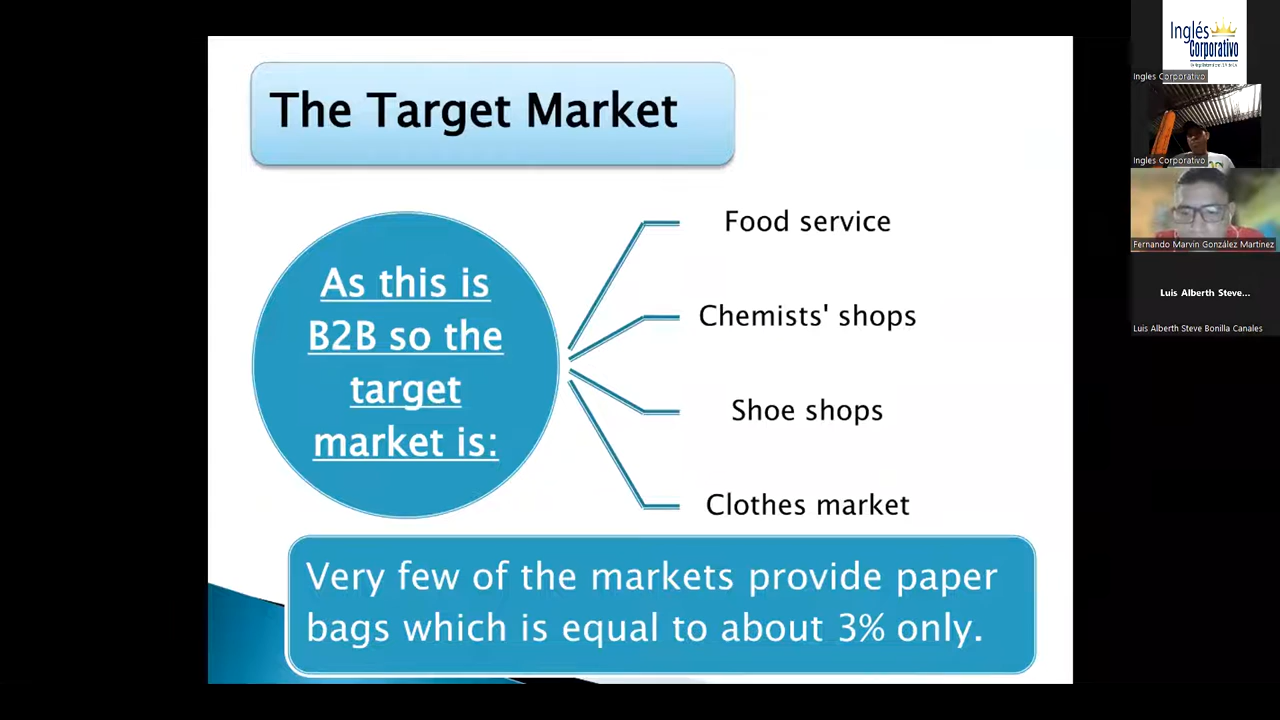 The Target Market
As this is
B2B so the
target
market is:
Food service
Chemists' shops
Shoe shops
Clothes market
Very few of the markets provide paper
bags which is equal to about 3% only.
Inglés
Corporativo
Ingles Corporativo
Ingles Corporativo
Fernando Marvin González Martinez
Luis Alberth Steve...
Luis Alberth Steve Bonilla Canales